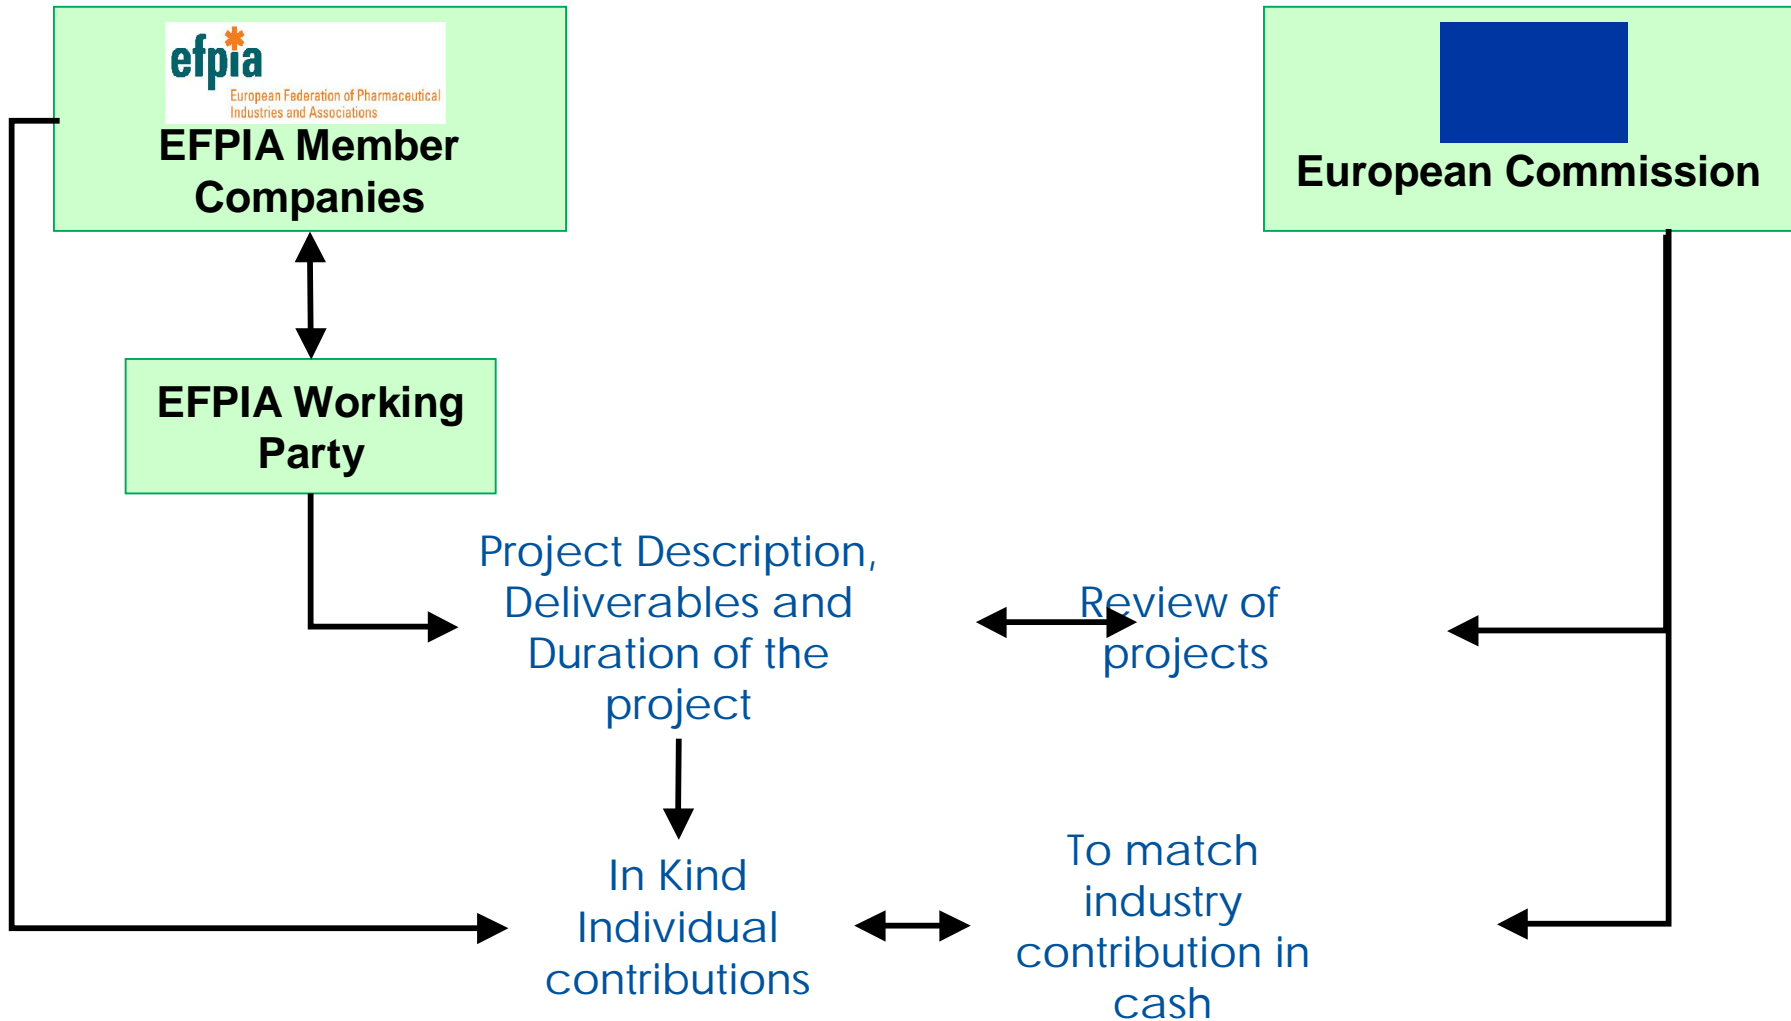 efpia
European Federation of Pharmaceutical
Industries and Associations
EFPIA Member
Companies
European Commission
EFPIA Working
Party
Project Description,
Deliverables and
Duration of the
project
Review of
projects
In Kind
Individual
contributions
To match
industry
contribution in
cash